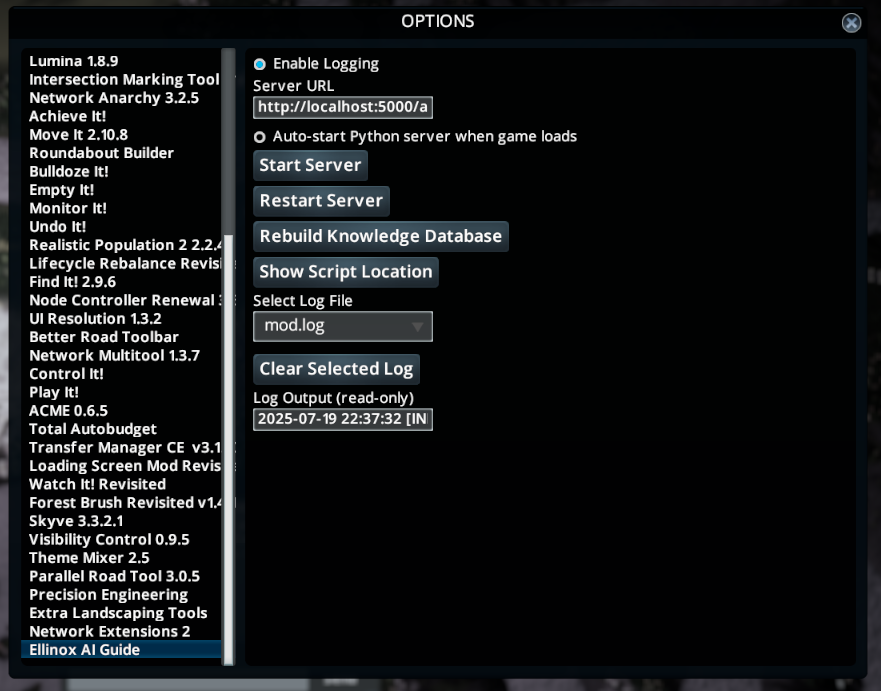 OPTIONS
Lumina 1.8.9
Intersection Marking Tool
Network Anarchy 3.2.5
Achieve It!
Move It 2.10.8
Roundabout Builder
Bulldoze It!
Empty It!
Monitor It!
Undo It!
Realistic Population 2 2.2.4
Lifecycle Rebalance Revisi
Find It! 2.9.6
Node Controller Renewal 3
UI Resolution 1.3.2
Better Road Toolbar
Network Multitool 1.3.7
Control It!
Play It!
ACME 0.6.5
Total Autobudget
Transfer Manager CE v3.1
Loading Screen Mod Revis
Watch It! Revisited
Forest Brush Revisited v1.4
Skyve 3.3.2.1
Visibility Control 0.9.5
Theme Mixer 2.5
Parallel Road Tool 3.0.5
Precision Engineering
Extra Landscaping Tools
Network Extensions 2
Ellinox AI Guide
Enable Logging
Server URL
http://localhost:5000/a
Auto-start Python server when game loads
Start Server
Restart Server
Rebuild Knowledge Database
Show Script Location
Select Log File
mod.log
Clear Selected Log
Log Output (read-only)
2025-07-19 22:37:32 [IN